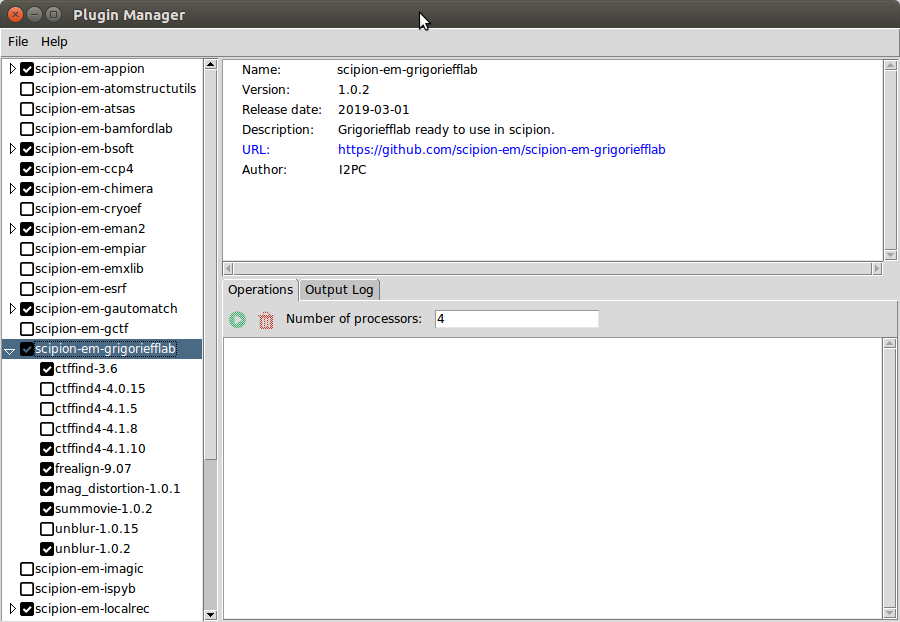 Plugin Manager
File Help
scipion-em-appion
scipion-em-atomstructutils
scipion-em-atsas
scipion-em-bamfordlab
scipion-em-bsoft
scipion-em-ccp4
scipion-em-chimera
scipion-em-cryoef
scipion-em-eman2
scipion-em-empiar
scipion-em-emxlib
scipion-em-esrf
scipion-em-gautomatch
scipion-em-gctf
scipion-em-grigoriefflab
ctffind-3.6
ctffind4-4.0.15
ctffind4-4.1.5
ctffind4-4.1.8
ctffind4-4.1.10
frealign-9.07
mag_distortion-1.0.1
summovie-1.0.2
unblur-1.0.15
unblur-1.0.2
scipion-em-imagic
scipion-em-ispyb
scipion-em-localrec
Name: scipion-em-grigoriefflab
Version: 1.0.2
Release date: 2019-03-01
Description: Grigoriefflab ready to use in scipion.
URL: https://github.com/scipion-em/scipion-em-grigoriefflab
Author: I2PC
Operations Output Log
Number of processors: 4